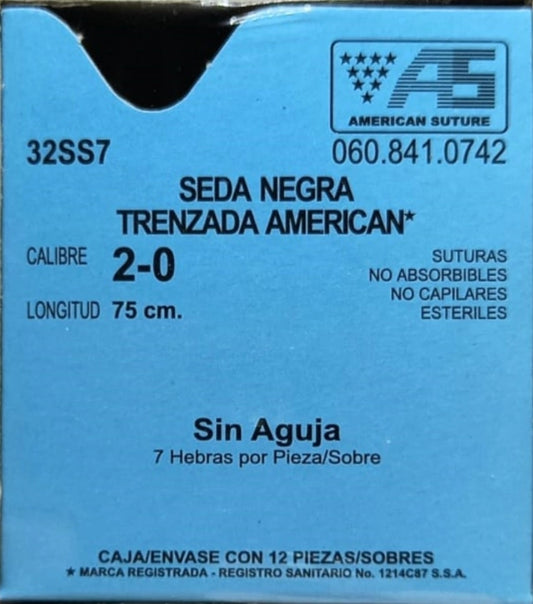 AS
AMERICAN SUTURE
32SS7 060.841.0742
SEDA NEGRA
TRENZADA AMERICAN*
CALIBRE 2-0
LONGITUD 75 cm.
SUTURAS
NO ABSORBIBLES
NO CAPILARES
ESTERILES
Sin Aguja
7 Hebras por Pieza/Sobre
CAJA/ENVASE CON 12 PIEZAS/SOBRES
* MARCA REGISTRADA - REGISTRO SANITARIO No. 1214C87 S.S.A.